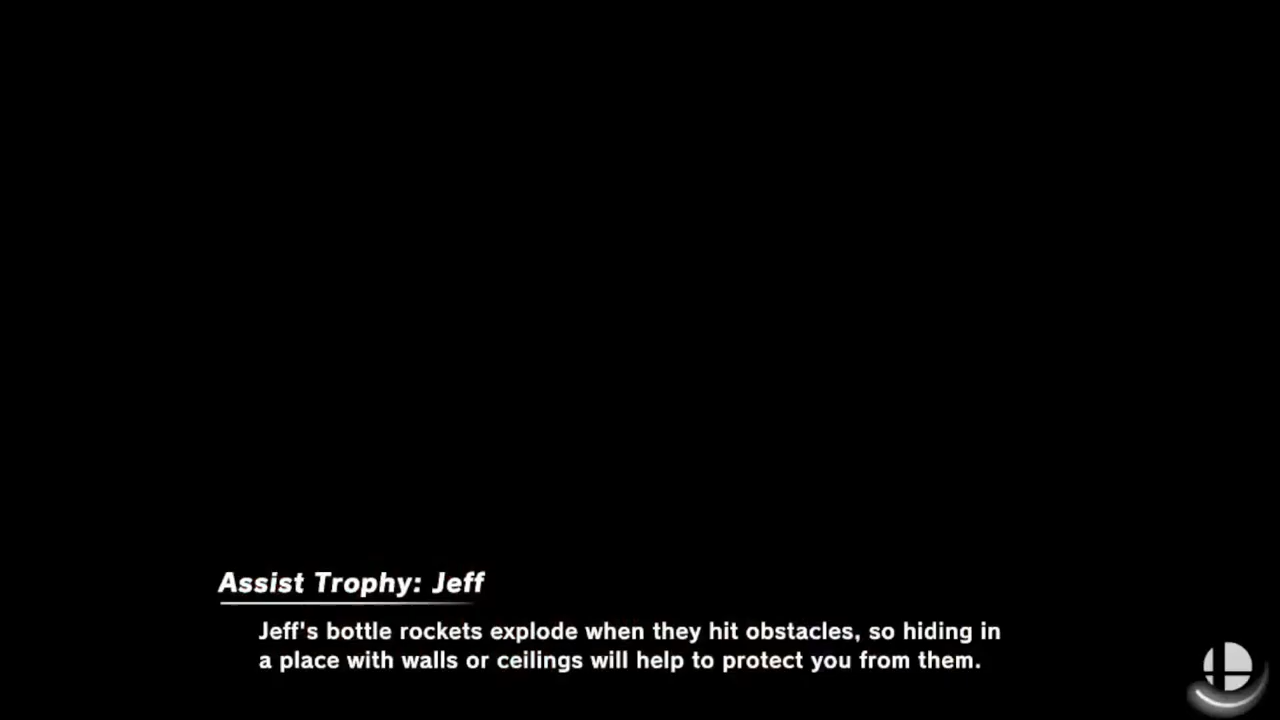 Assist Trophy: Jeff
Jeff's bottle rockets explode when they hit obstacles, so hiding in
a place with walls or ceilings will help to protect you from them.